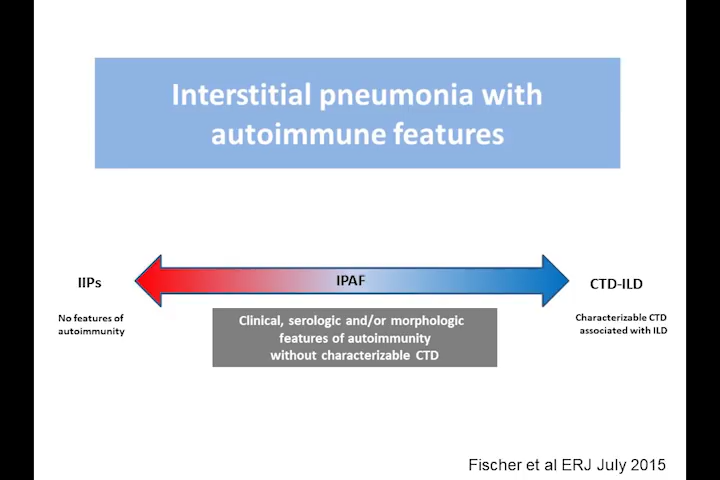 Interstitial pneumonia with
autoimmune features
IIPs
IPAF
CTD-ILD
No features of
autoimmunity
Clinical, serologic and/or morphologic
features of autoimmunity
without characterizable CTD
Characterizable CTD
associated with ILD
Fischer et al ERJ July 2015